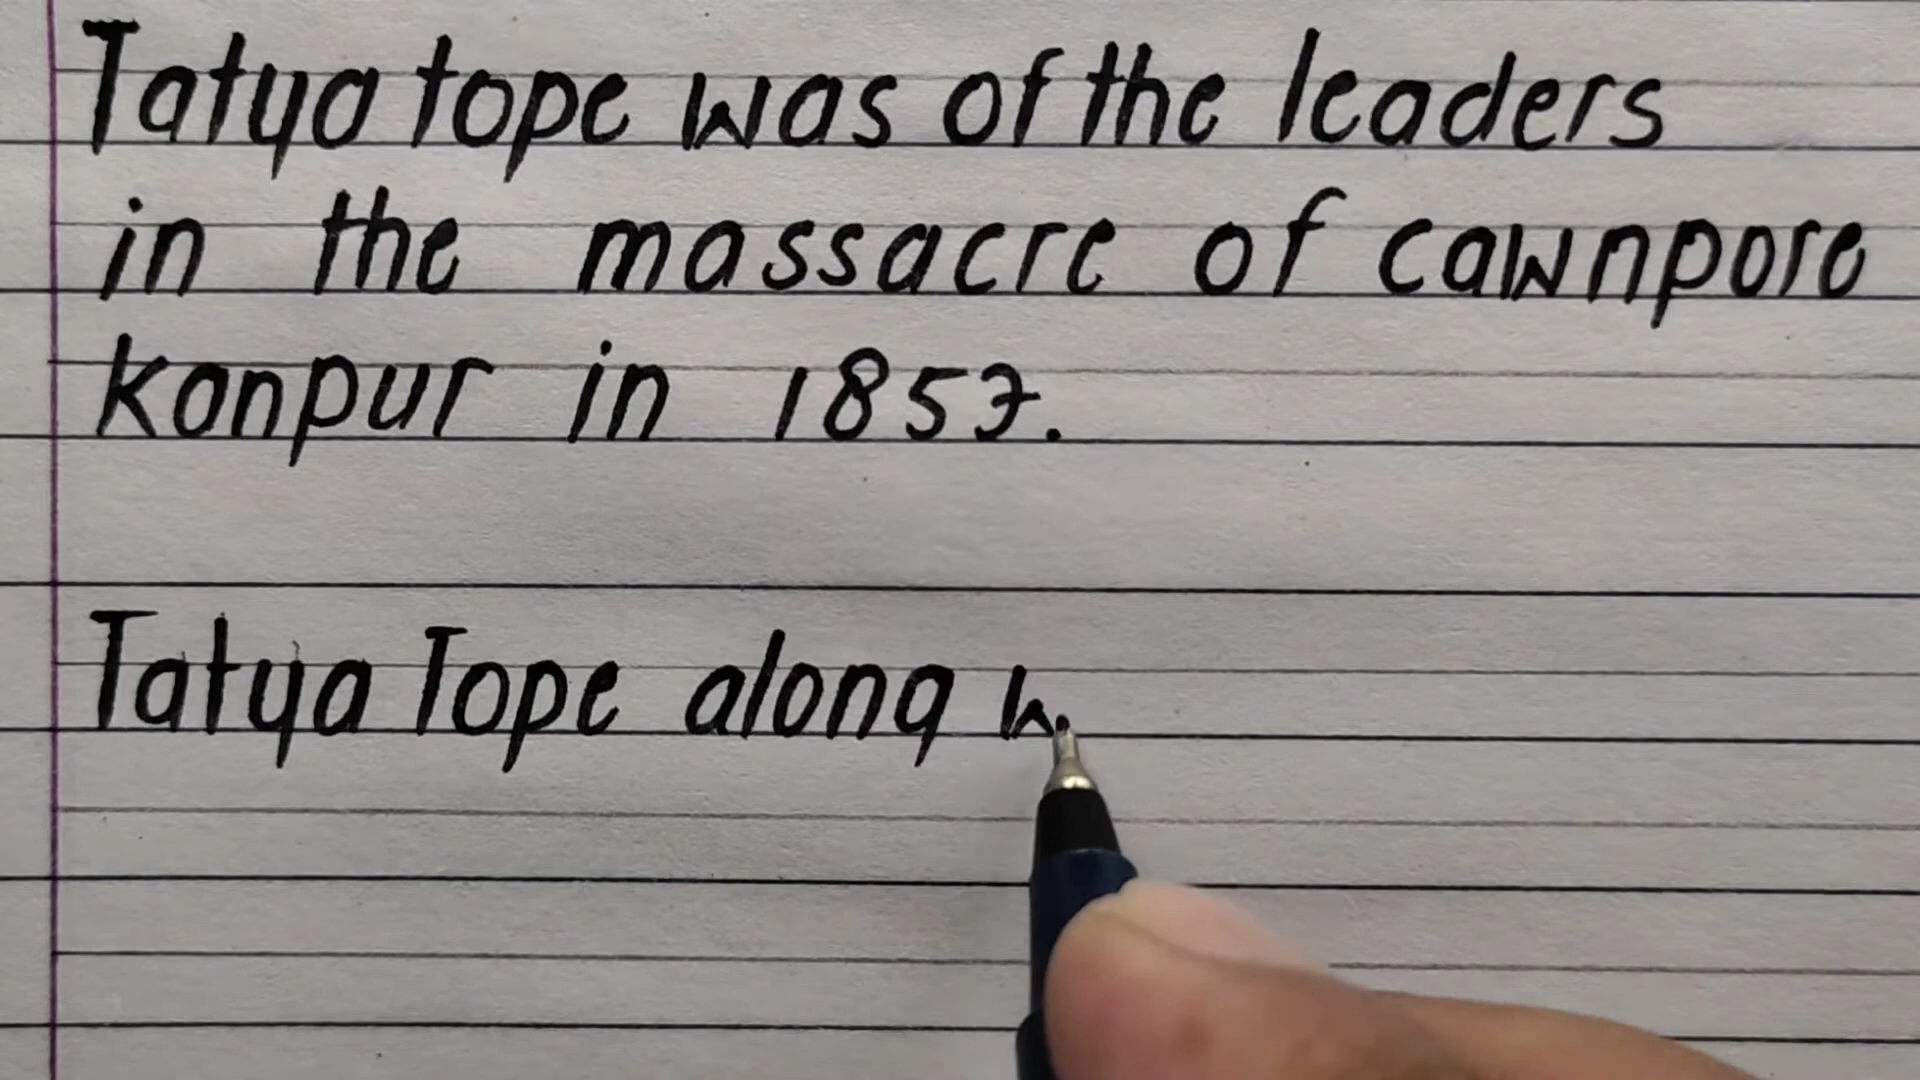 Tatya tope was of the leaders
in the massacre of cawnpore
kanpur in 1857.
Tatya Tope along